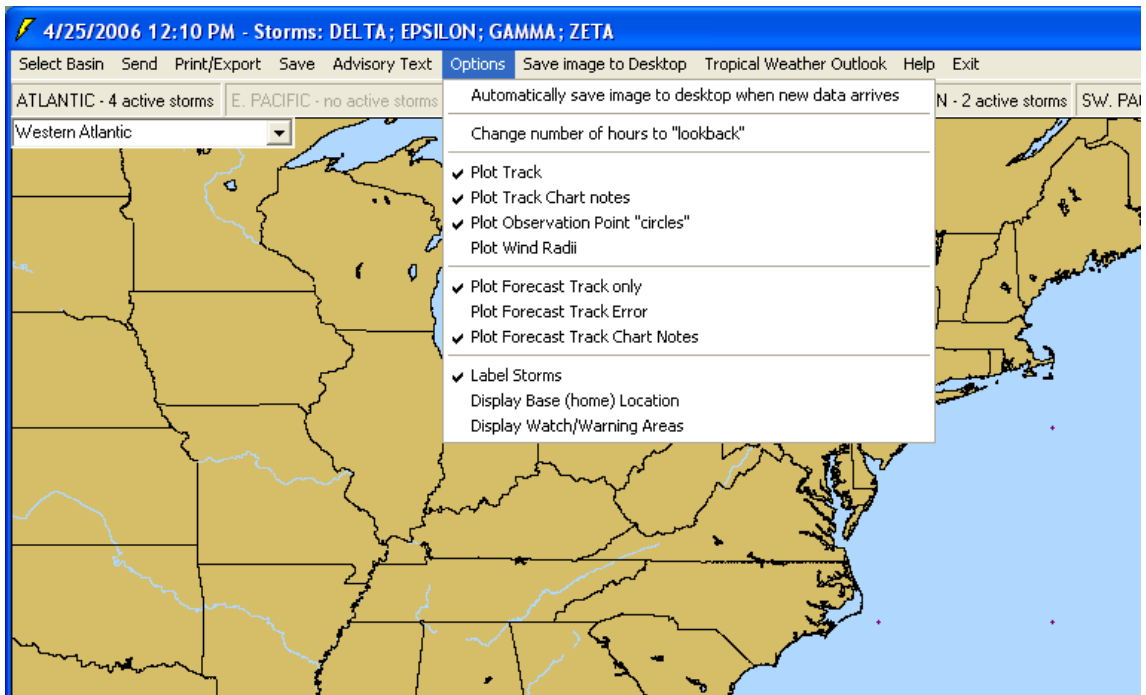 4/25/2006 12:10 PM - Storms: DELTA; EPSILON; GAMMA; ZETA
Select Basin Send Print/Export Save Advisory Text Options Save image to Desktop Tropical Weather Outlook Help Exit
ATLANTIC - 4 active storms E. PACIFIC - no active storms N - 2 active storms SW.
Western Atlantic
Automatically save image to desktop when new data arrives
Change number of hours to "lookback"
Plot Track
Plot Track Chart notes
Plot Observation Point "circles"
Plot Wind Radii
Plot Forecast Track only
Plot Forecast Track Error
Plot Forecast Track Chart Notes
Label Storms
Display Base (home) Location
Display Watch/Warning Areas